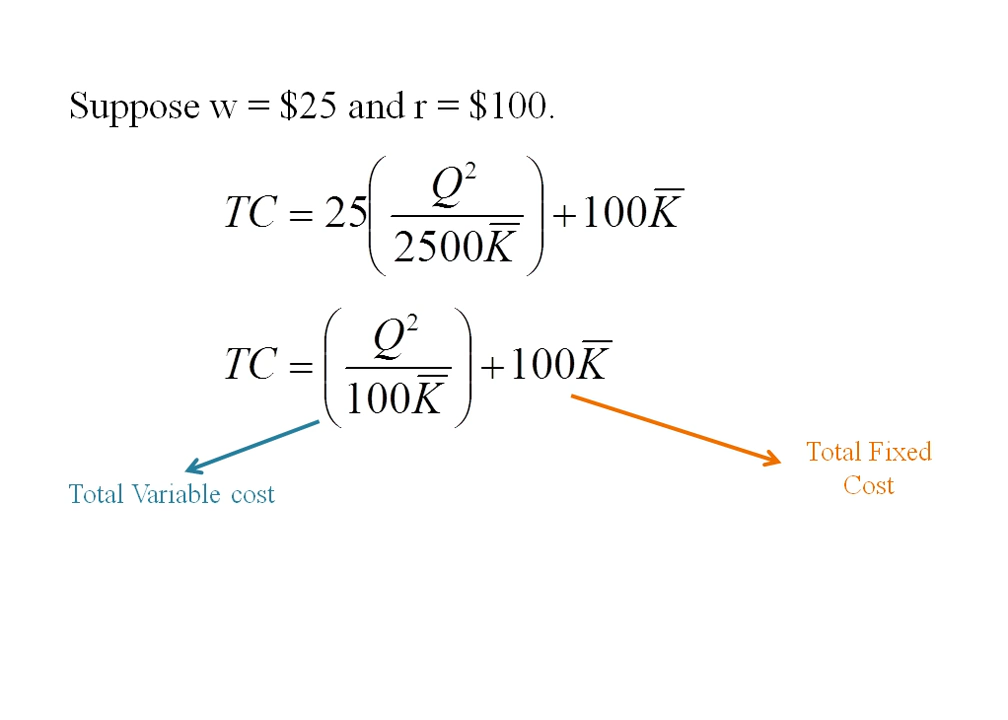 Suppose w = $25 and r = $100.
TC = 25(Q²/2500K̅) + 100K̅
TC = (Q²/100K̅) + 100K̅
Total Variable cost
Total Fixed
Cost